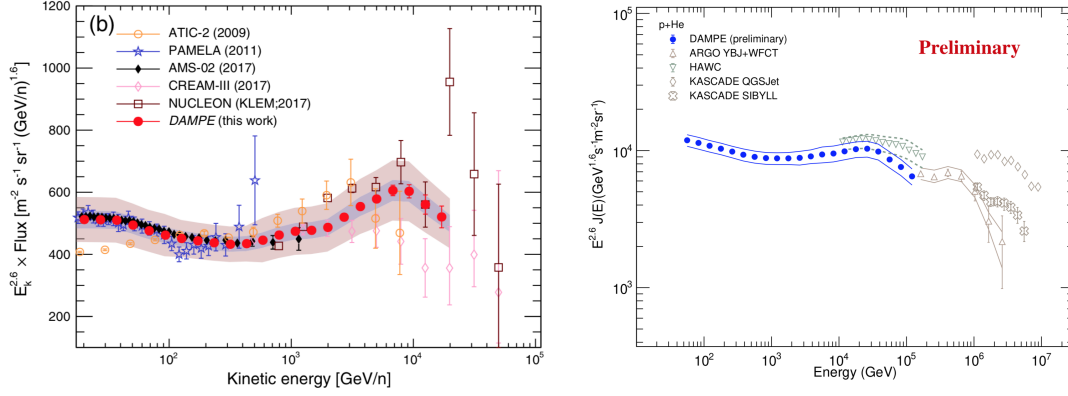 (b)
ATIC-2 (2009)
PAMELA (2011)
AMS-02 (2017)
CREAM-III (2017)
NUCLEON (KLEM;2017)
DAMPE (this work)
1200
1000
800
600
400
200
E_k^2.6 × Flux [m^-2 s^-1 sr^-1 (GeV/n)^1.6]
10^2
10^3
10^4
10^5
Kinetic energy [GeV/n]
p+He
DAMPE (preliminary)
ARGO YBJ+WFCT
HAWC
KASCADE QGSJet
KASCADE SIBYLL
Preliminary
10^5
10^4
10^3
E^2.6 J(E)(GeV^1.6s^-1m^-2sr^-1)
10^2
10^3
10^4
10^5
10^6
10^7
Energy (GeV)